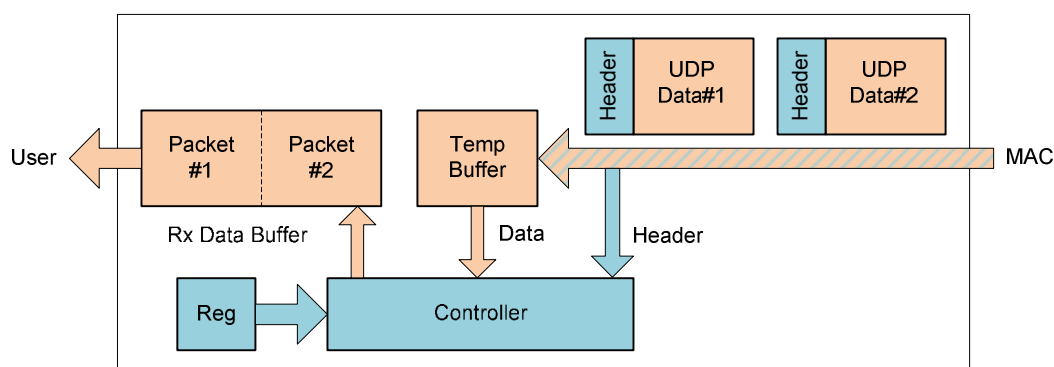 Header
UDP
Data#1
Header
UDP
Data#2
User
Packet
#1
Packet
#2
Temp
Buffer
MAC
Rx Data Buffer
Data
Header
Reg
Controller